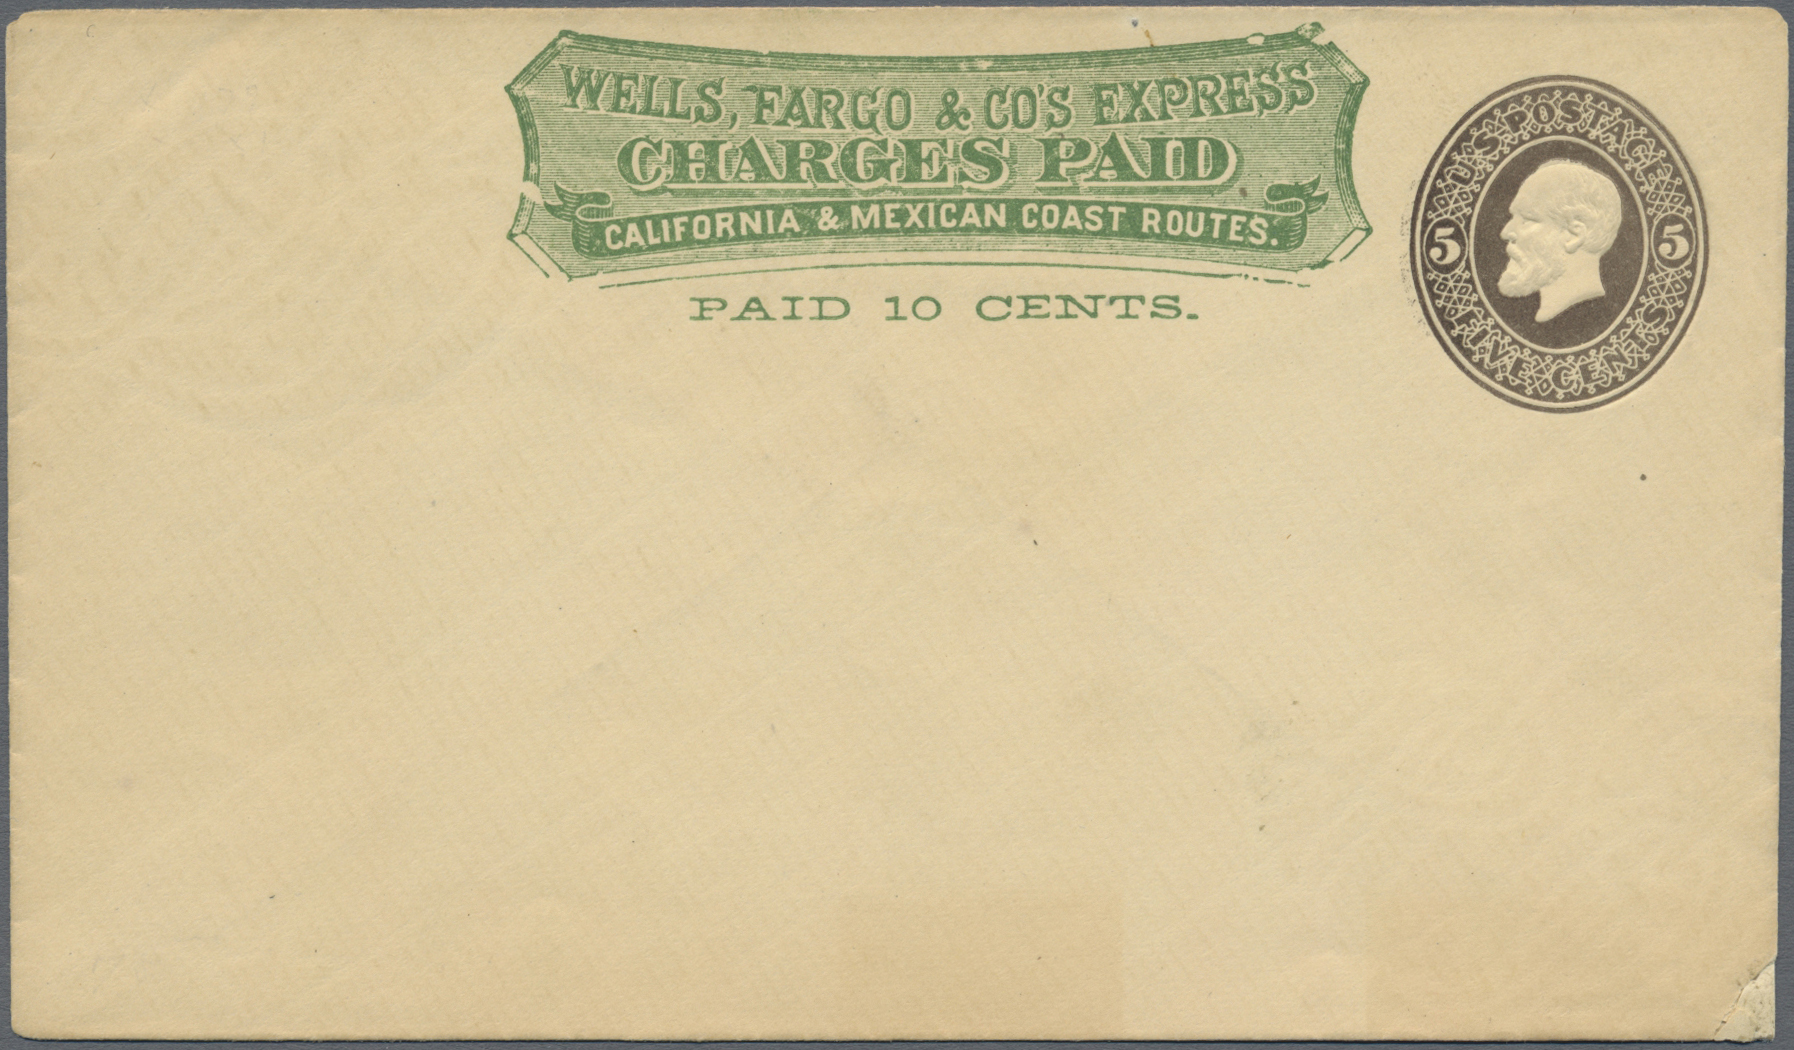 WELLS, FARGO & CO'S EXPRESS
CHARGES PAID
CALIFORNIA & MEXICAN COAST ROUTES.
PAID 10 CENTS.
U.S. POSTAGE
5 5
FIVE CENTS